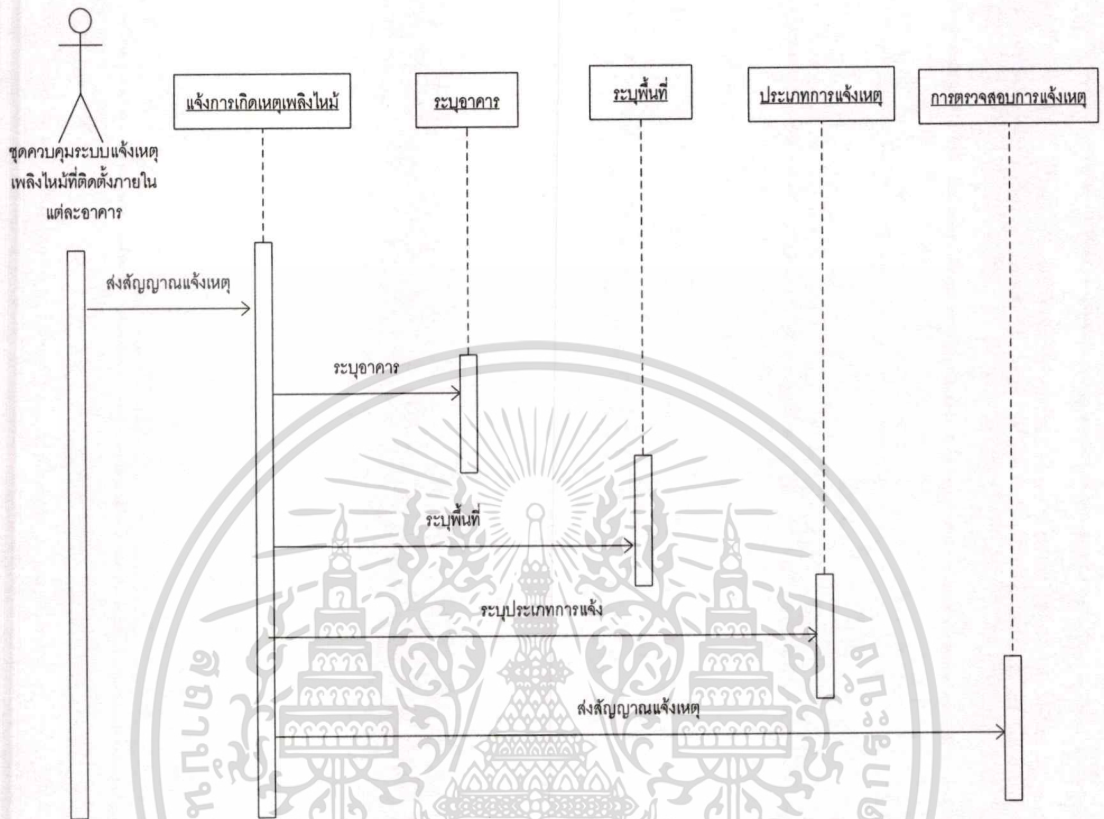 แจ้งการเกิดเหตุเพลิงไหม้
ระบุอาคาร
ระบุพื้นที่
ประเภทการแจ้งเหตุ
การตรวจสอบการแจ้งเหตุ
ชุดควบคุมระบบแจ้งเหตุ
เพลิงไหม้ที่ติดตั้งภายใน
แต่ละอาคาร
ส่งสัญญาณแจ้งเหตุ
ระบุอาคาร
ระบุพื้นที่
ระบุประเภทการแจ้ง
ส่งสัญญาณแจ้งเหตุ